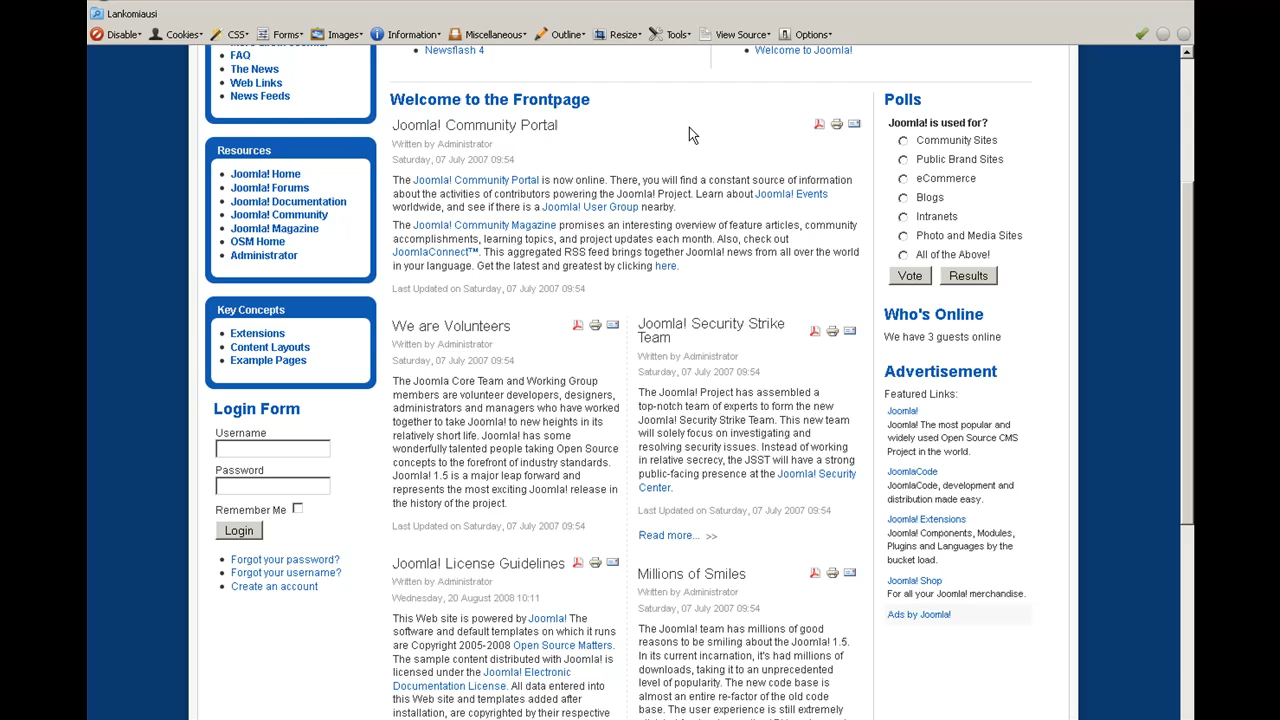 Lankomiausi
Disable Cookies CSS Forms Images Information Miscellaneous Outline Resize Tools View Source Options
FAQ
The News
Web Links
News Feeds
Resources
Joomla! Home
Joomla! Forums
Joomla! Documentation
Joomla! Community
Joomla! Magazine
OSM Home
Administrator
Key Concepts
Extensions
Content Layouts
Example Pages
Login Form
Username
Password
Remember Me
Login
Forgot your password?
Forgot your username?
Create an account
Newsflash 4
Welcome to Joomla!
Welcome to the Frontpage
Joomla! Community Portal
Written by Administrator
Saturday, 07 July 2007 09:54
The Joomla! Community Portal is now online. There, you will find a constant source of information
about the activities of contributors powering the Joomla! Project. Learn about Joomla! Events
worldwide, and see if there is a Joomla! User Group nearby.
The Joomla! Community Magazine promises an interesting overview of feature articles, community
accomplishments, learning topics, and project updates each month. Also, check out
JoomlaConnect™. This aggregated RSS feed brings together Joomla! news from all over the world
in your language. Get the latest and greatest by clicking here.
Last Updated on Saturday, 07 July 2007 09:54
We are Volunteers
Written by Administrator
Saturday, 07 July 2007 09:54
The Joomla Core Team and Working Group
members are volunteer developers, designers,
administrators and managers who have worked
together to take Joomla! to new heights in its
relatively short life. Joomla! has some
wonderfully talented people taking Open Source
concepts to the forefront of industry standards.
Joomla! 1.5 is a major leap forward and
represents the most exciting Joomla! release in
the history of the project.
Last Updated on Saturday, 07 July 2007 09:54
Joomla! Security Strike
Team
Written by Administrator
Saturday, 07 July 2007 09:54
The Joomla! Project has assembled a
top-notch team of experts to form the new
Joomla! Security Strike Team. This new team
will solely focus on investigating and
resolving security issues. Instead of working
in relative secrecy, the JSST will have a strong
public-facing presence at the Joomla! Security
Center.
Last Updated on Saturday, 07 July 2007 09:54
Read more... >>
Joomla! License Guidelines
Written by Administrator
Wednesday, 20 August 2008 10:11
This Web site is powered by Joomla! The
software and default templates on which it runs
are Copyright 2005-2008 Open Source Matters.
The sample content distributed with Joomla! is
licensed under the Joomla! Electronic
Documentation License. All data entered into
this Web site and templates added after
installation, are copyrighted by their respective
Millions of Smiles
Written by Administrator
Saturday, 07 July 2007 09:54
The Joomla! team has millions of good
reasons to be smiling about the Joomla! 1.5.
In its current incarnation, it's had millions of
downloads, taking it to an unprecedented
level of popularity. The new code base is
almost an entire re-factor of the old code
base. The user experience is still extremely
Polls
Joomla! is used for?
Community Sites
Public Brand Sites
eCommerce
Blogs
Intranets
Photo and Media Sites
All of the Above!
Vote Results
Who's Online
We have 3 guests online
Advertisement
Featured Links:
Joomla!
Joomla! The most popular and
widely used Open Source CMS
Project in the world.
JoomlaCode
JoomlaCode, development and
distribution made easy.
Joomla! Extensions
Joomla! Components, Modules,
Plugins and Languages by the
bucket load.
Joomla! Shop
For all your Joomla! merchandise.
Ads by Joomla!